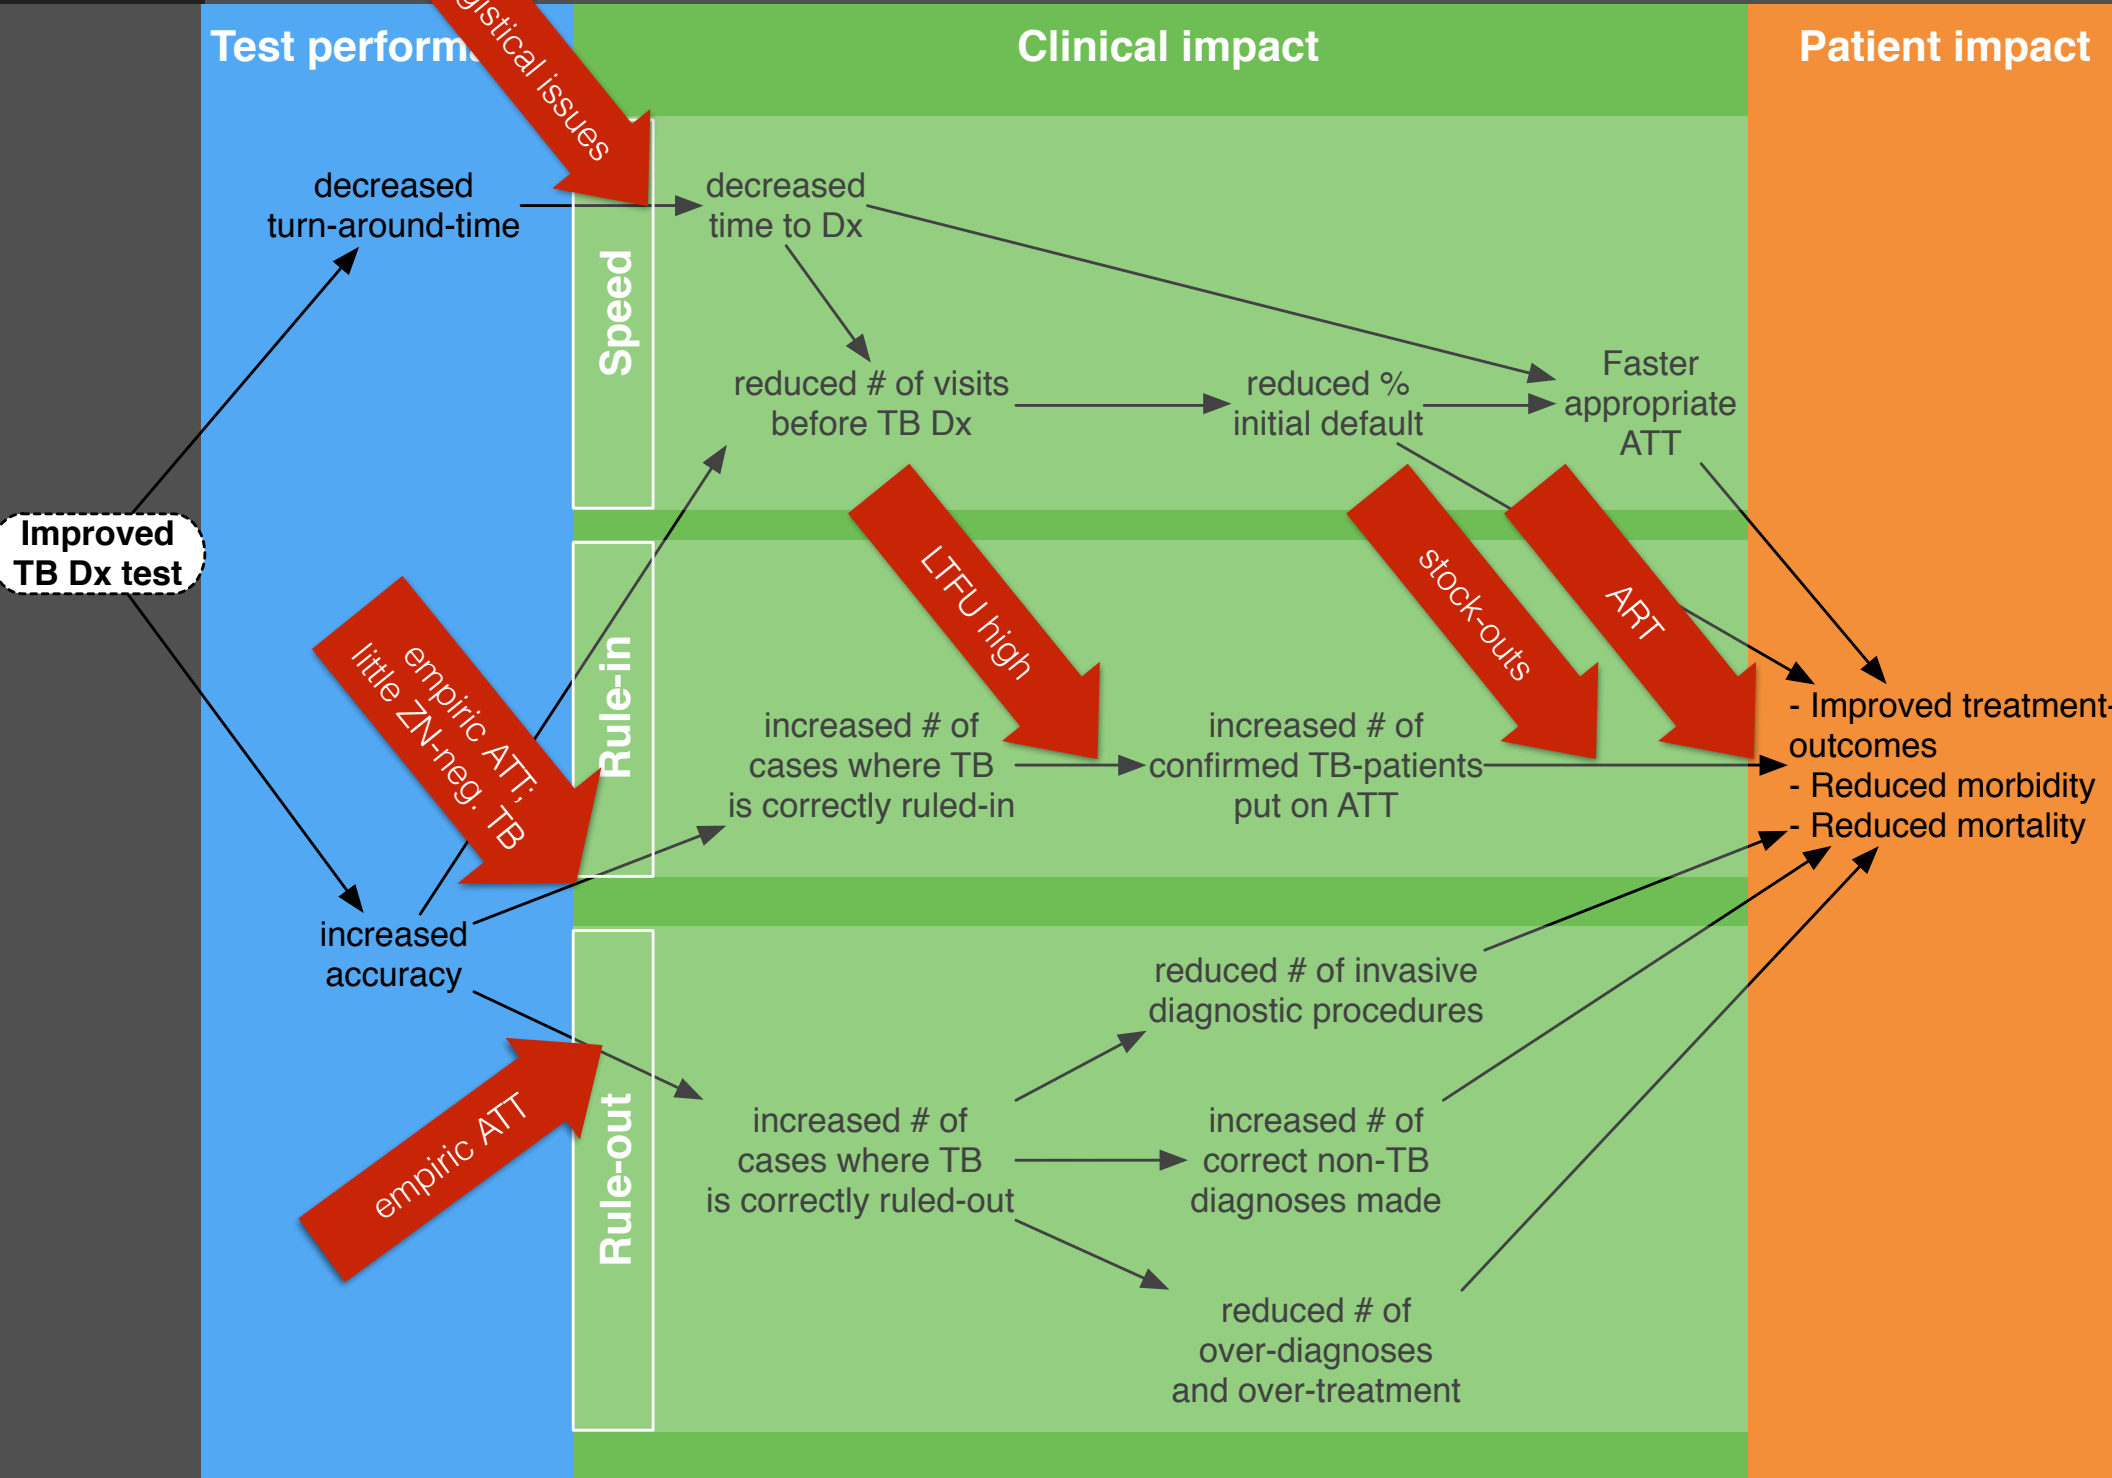 Test performa
Clinical impact
Patient impact
gistical issues
decreased
turn-around-time
Speed
decreased
time to Dx
reduced # of visits
before TB Dx
reduced %
initial default
Faster
appropriate
ATT
Improved
TB Dx test
empiric ATT;
little ZN-neg. TB
Rule-in
LTFU high
stock-outs
ART
increased # of
cases where TB
is correctly ruled-in
increased # of
confirmed TB-patients
put on ATT
- Improved treatment-
outcomes
- Reduced morbidity
- Reduced mortality
increased
accuracy
empiric ATT
Rule-out
increased # of
cases where TB
is correctly ruled-out
reduced # of invasive
diagnostic procedures
increased # of
correct non-TB
diagnoses made
reduced # of
over-diagnoses
and over-treatment